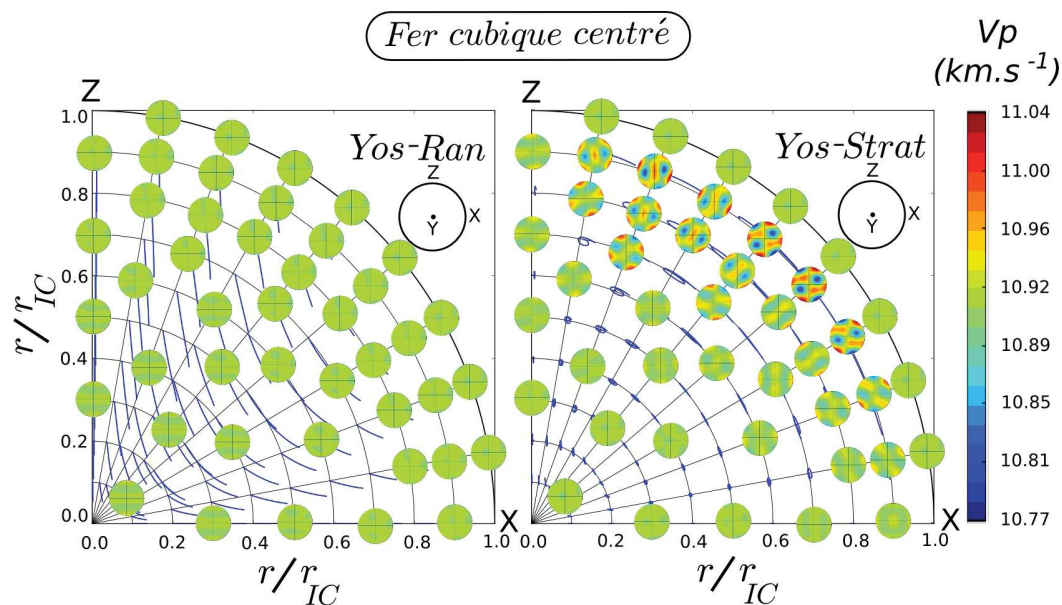 Fer cubique centré
Vp
(km.s⁻¹)
Z
1.0
0.8
0.6
0.4
0.2
0.0
r/r_IC
Yos-Ran
Z
X
Y
X
0.0 0.2 0.4 0.6 0.8 1.0
r/r_IC
Z
Yos-Strat
Z
X
Y
X
0.0 0.2 0.4 0.6 0.8 1.0
r/r_IC
11.04
11.00
10.96
10.92
10.89
10.85
10.81
10.77